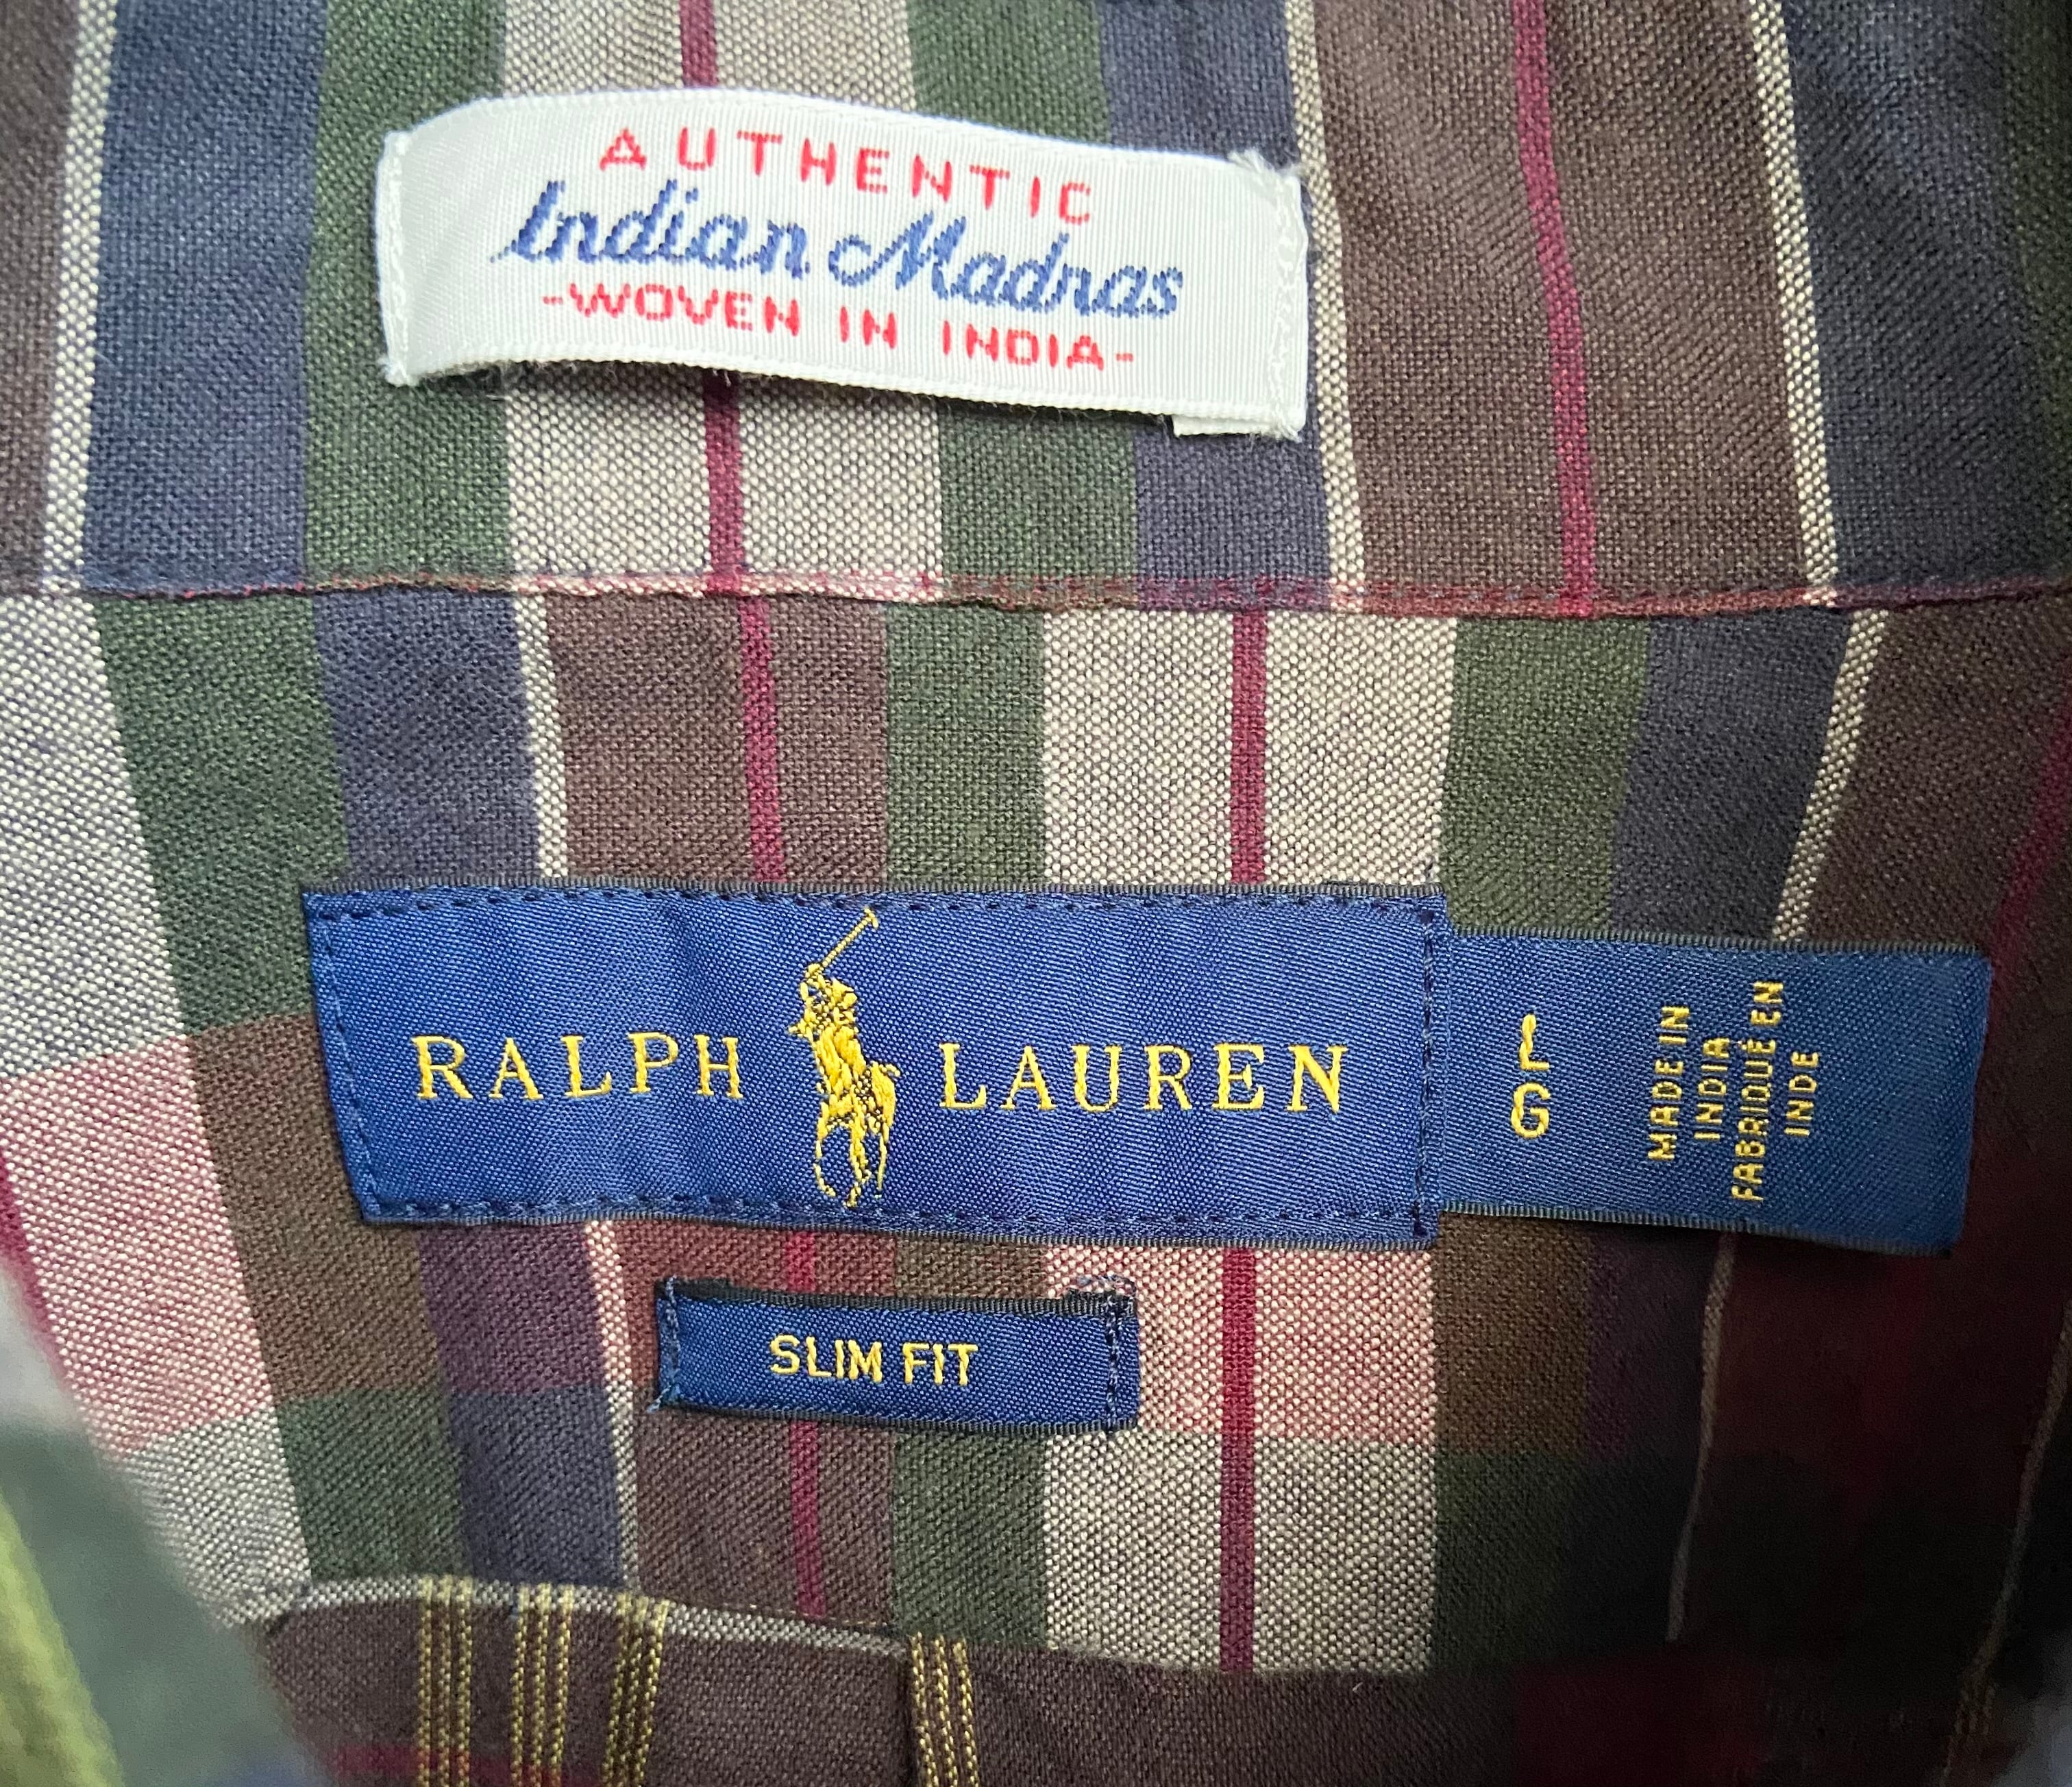 AUTHENTIC
Indian Madras
-WOVEN IN INDIA-
RALPH LAUREN
L
G
MADE IN
INDIA
FABRIQUÉ EN
INDE
SLIM FIT